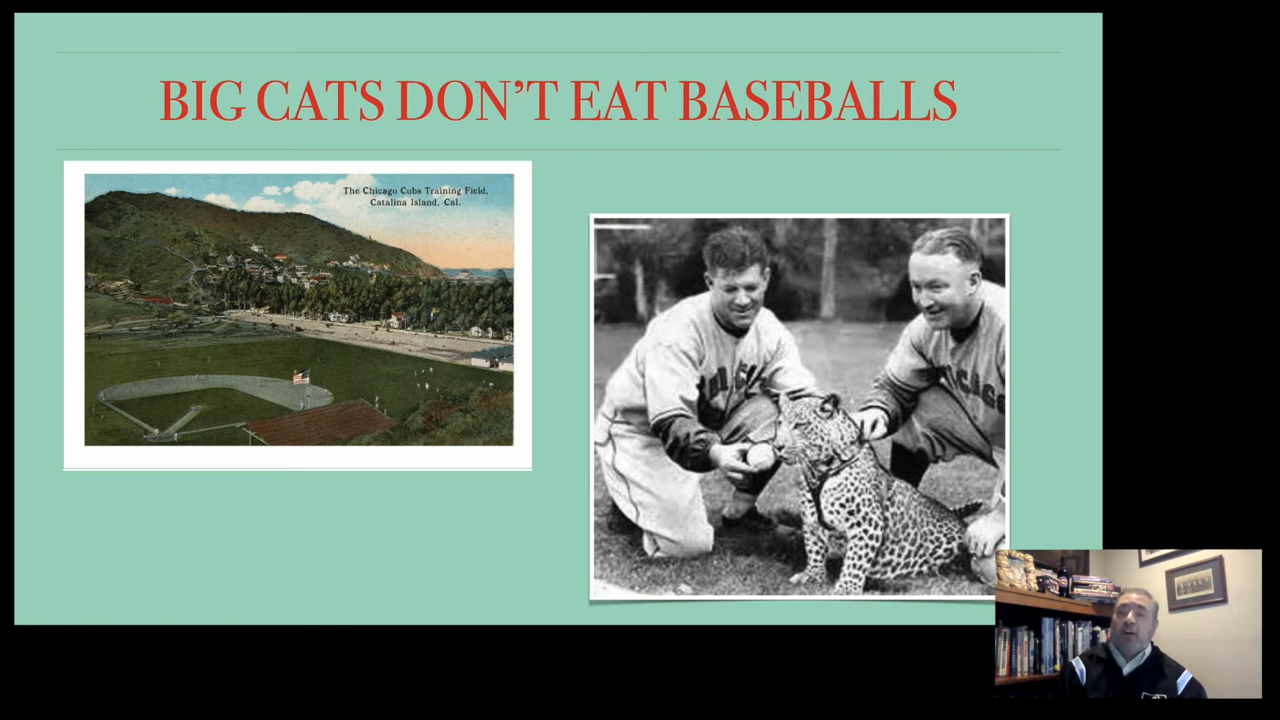 BIG CATS DON’T EAT BASEBALLS
The Chicago Cubs Training Field,
Catalina Island, Cal.